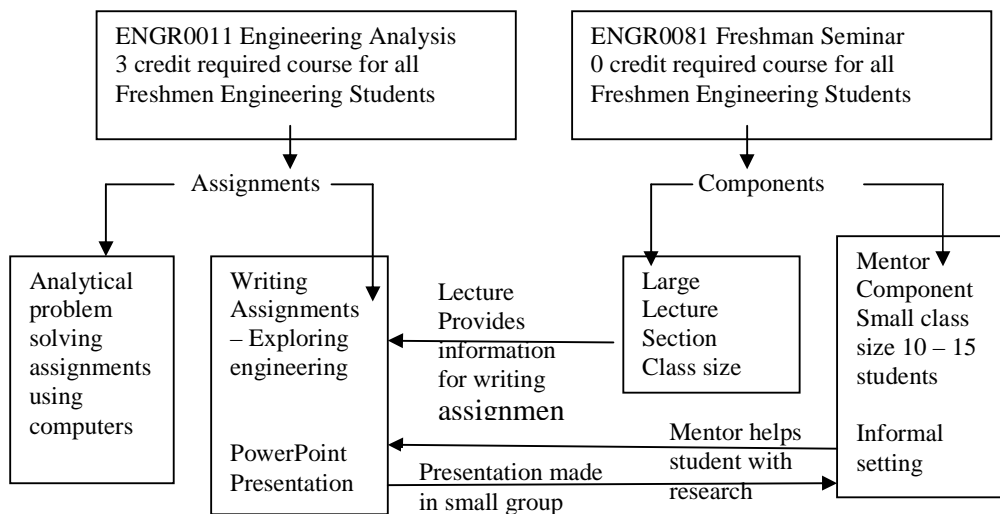 ENGR0011 Engineering Analysis
3 credit required course for all
Freshmen Engineering Students
ENGR0081 Freshman Seminar
0 credit required course for all
Freshmen Engineering Students
Assignments
Components
Analytical
problem
solving
assignments
using
computers
Writing
Assignments
– Exploring
engineering
PowerPoint
Presentation
Lecture
Provides
information
for writing
assignmen
Large
Lecture
Section
Class size
Mentor
Component
Small class
size 10 – 15
students
Informal
setting
Mentor helps
student with
research
Presentation made
in small group